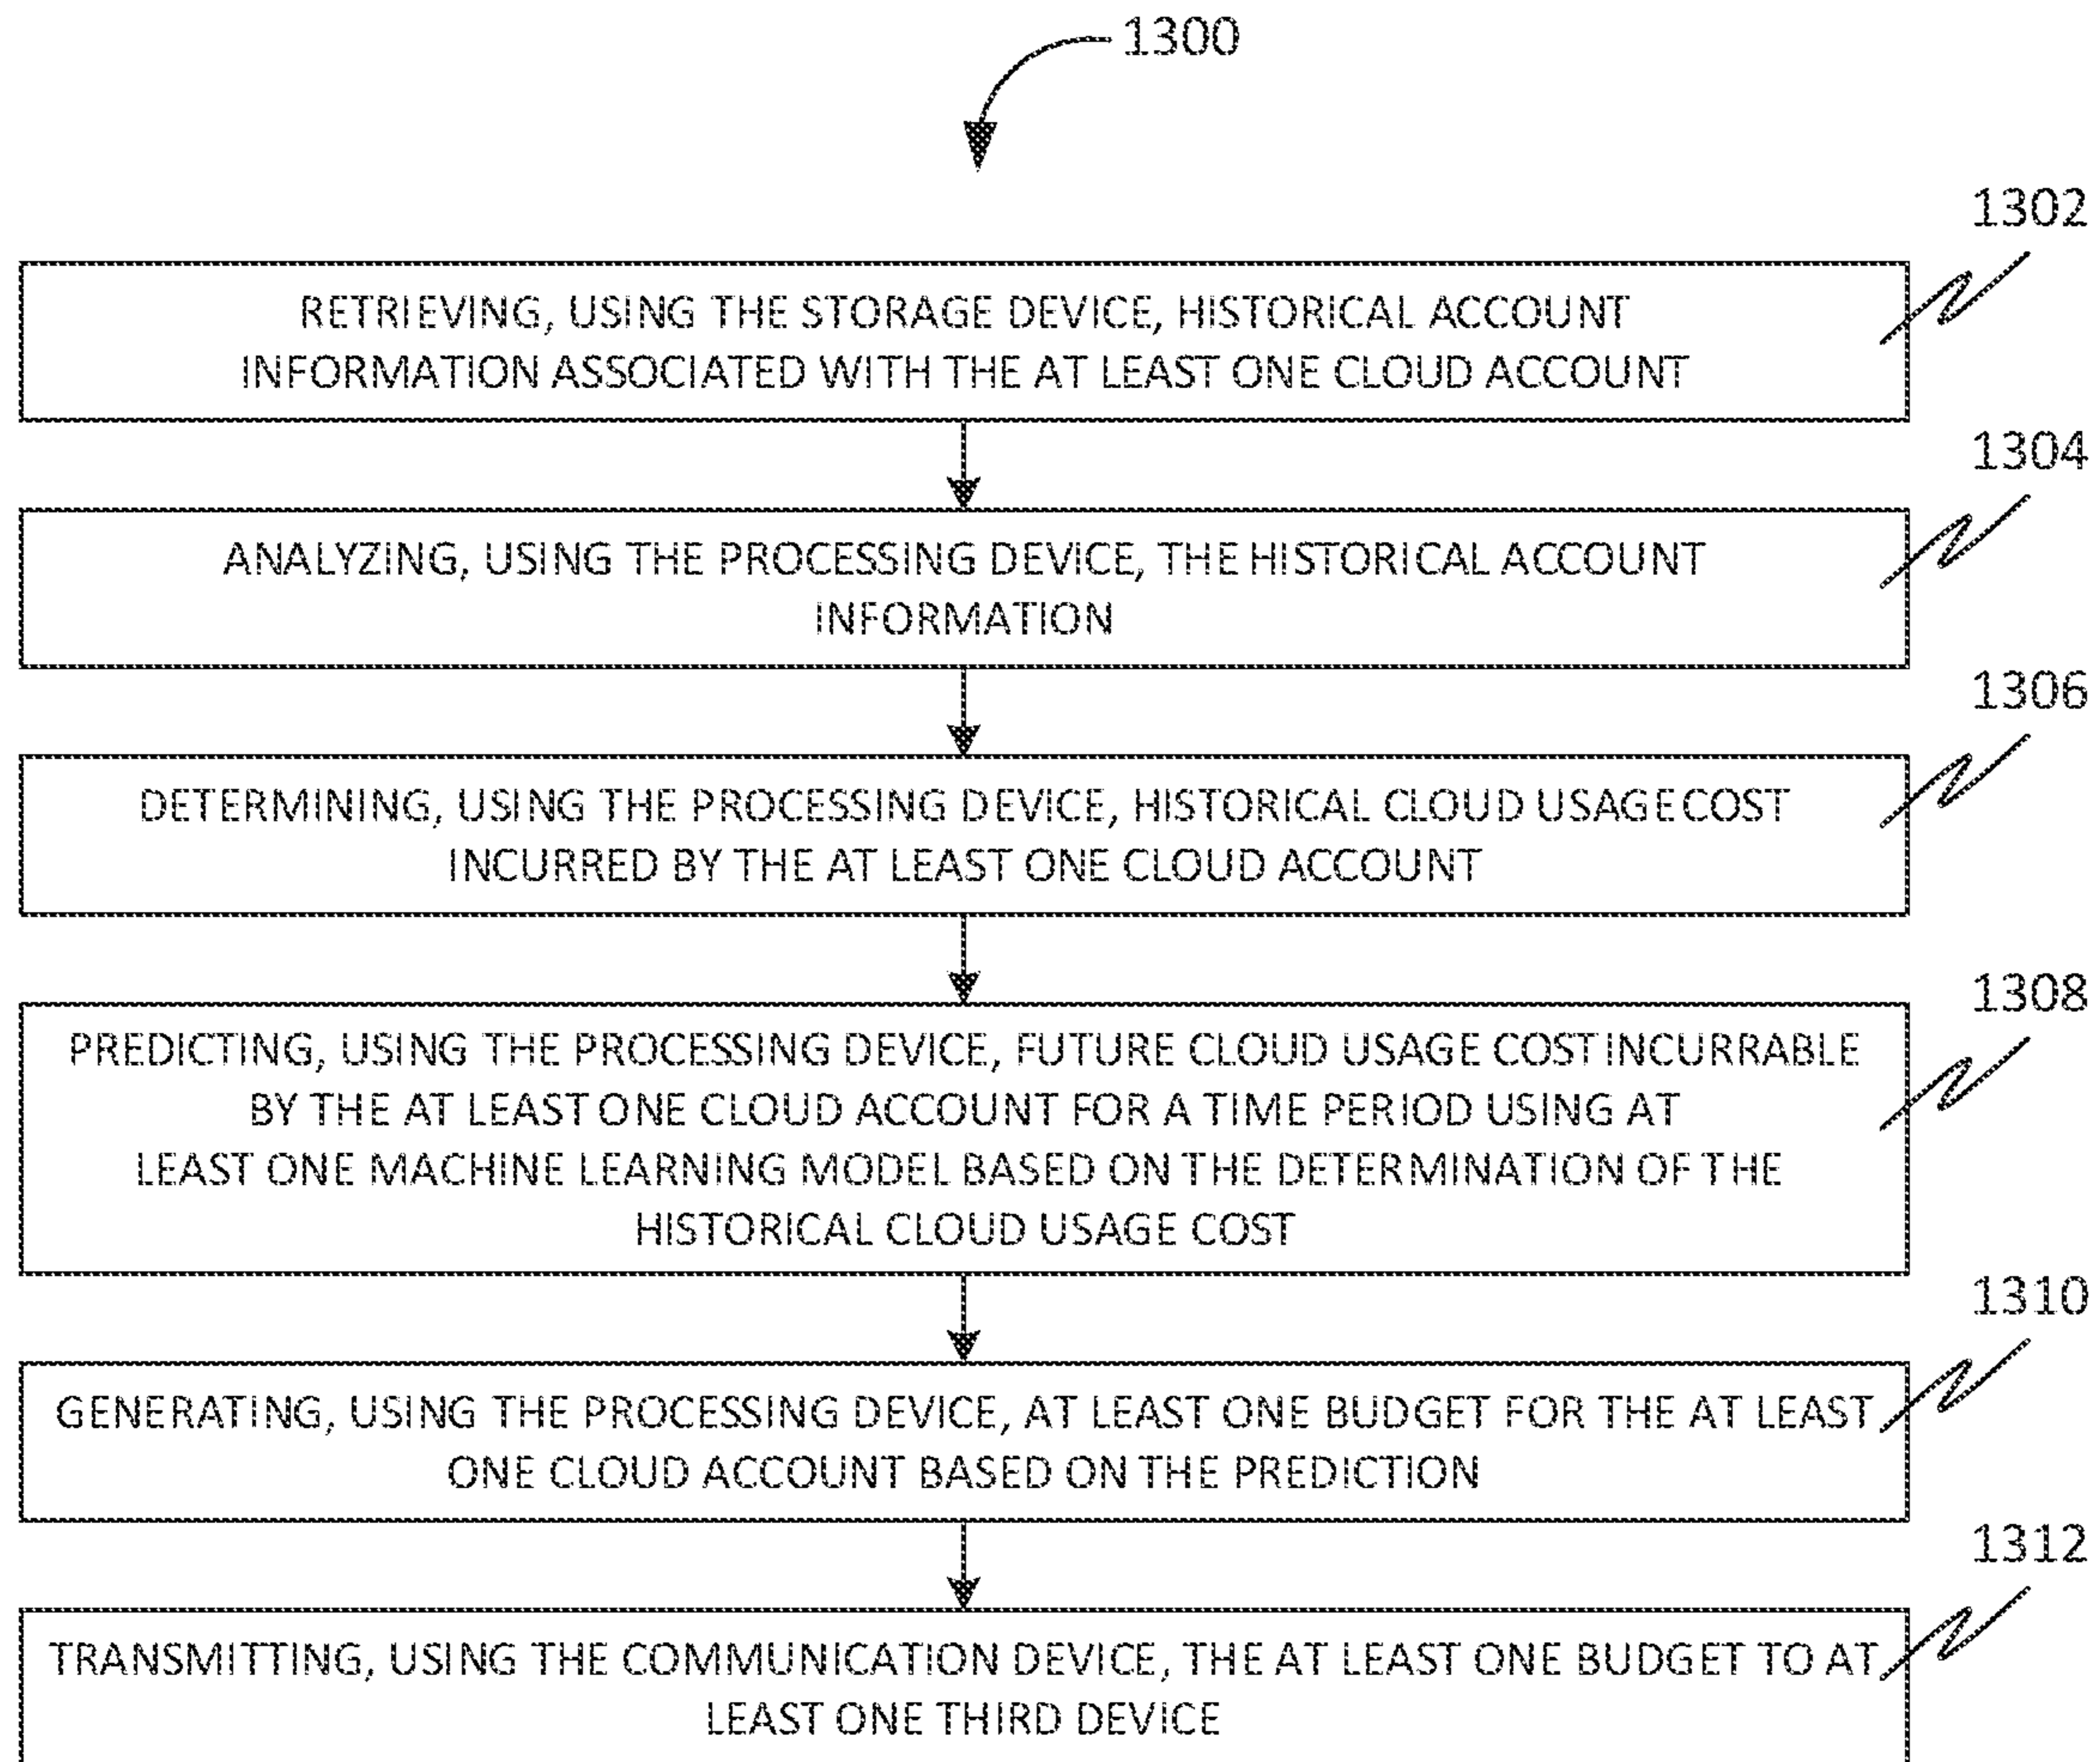 1300
1302
RETRIEVING, USING THE STORAGE DEVICE, HISTORICAL ACCOUNT
INFORMATION ASSOCIATED WITH THE AT LEAST ONE CLOUD ACCOUNT
1304
ANALYZING, USING THE PROCESSING DEVICE, THE HISTORICAL ACCOUNT
INFORMATION
1306
DETERMINING, USING THE PROCESSING DEVICE, HISTORICAL CLOUD USAGE COST
INCURRED BY THE AT LEAST ONE CLOUD ACCOUNT
1308
PREDICTING, USING THE PROCESSING DEVICE, FUTURE CLOUD USAGE COST INCURRABLE
BY THE AT LEAST ONE CLOUD ACCOUNT FOR A TIME PERIOD USING AT
LEAST ONE MACHINE LEARNING MODEL BASED ON THE DETERMINATION OF THE
HISTORICAL CLOUD USAGE COST
1310
GENERATING, USING THE PROCESSING DEVICE, AT LEAST ONE BUDGET FOR THE AT LEAST
ONE CLOUD ACCOUNT BASED ON THE PREDICTION
1312
TRANSMITTING, USING THE COMMUNICATION DEVICE, THE AT LEAST ONE BUDGET TO AT
LEAST ONE THIRD DEVICE